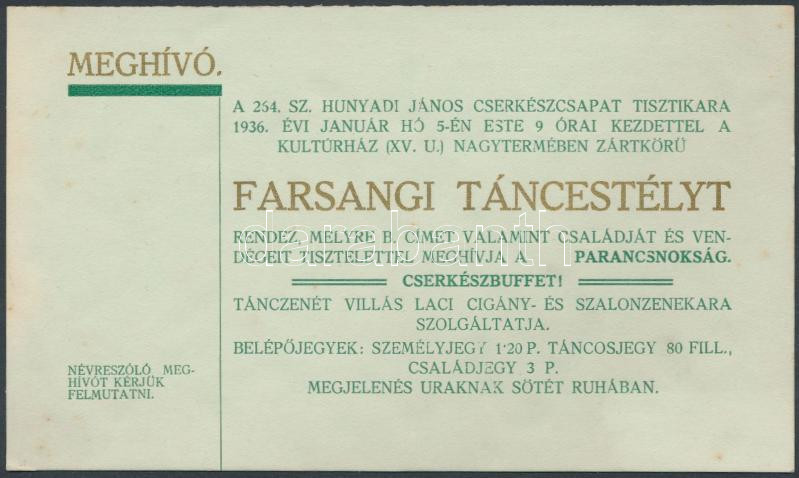 MEGHÍVÓ.
A 264. SZ. HUNYADI JÁNOS CSERKÉSZCSAPAT TISZTIKARA
1936. ÉVI JANUÁR HÓ 5-ÉN ESTE 9 ÓRAI KEZDETTEL A
KULTÚRHÁZ (XV. U.) NAGYTERMÉBEN ZÁRTKÖRŰ
FARSANGI TÁNCESTÉLYT
RENDEZ, MELYRE B. CÍMET VALAMINT CSALÁDJÁT ÉS VEN-
DÉGEIT TISZTELETTEL MEGHÍVJA A PARANCSNOKSÁG.
CSERKÉSZBUFFET!
TÁNCZENÉT VILLÁS LACI CIGÁNY- ÉS SZALONZENEKARA
SZOLGÁLTATJA.
BELÉPŐJEGYEK: SZEMÉLYJEGY 1·20 P. TÁNCOSJEGY 80 FILL.,
CSALÁDJEGY 3 P.
MEGJELENÉS URAKNAK SÖTÉT RUHÁBAN.
NÉVRESZÓLÓ MEG-
HÍVÓT KÉRJÜK
FELMUTATNI.
darabanth